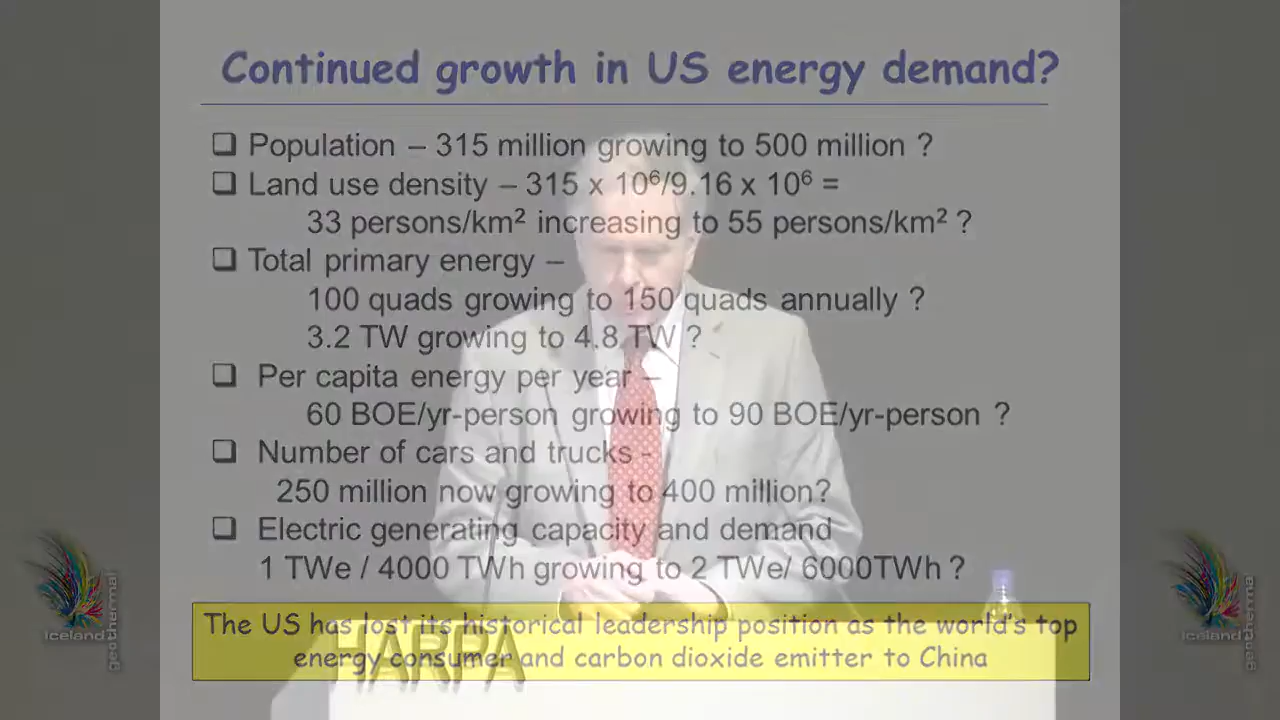 Continued growth in US energy demand?
❑ Population – 315 million growing to 500 million ?
❑ Land use density – 315 x 10⁶/9.16 x 10⁶ =
33 persons/km² increasing to 55 persons/km² ?
❑ Total primary energy –
100 quads growing to 150 quads annually ?
3.2 TW growing to 4.8 TW ?
❑ Per capita energy per year –
60 BOE/yr-person growing to 90 BOE/yr-person ?
❑ Number of cars and trucks -
250 million now growing to 400 million?
❑ Electric generating capacity and demand
1 TWe / 4000 TWh growing to 2 TWe/ 6000TWh ?
The US has lost its historical leadership position as the world's top
energy consumer and carbon dioxide emitter to China
HARPA
Iceland
geothermal
Iceland
geotherma